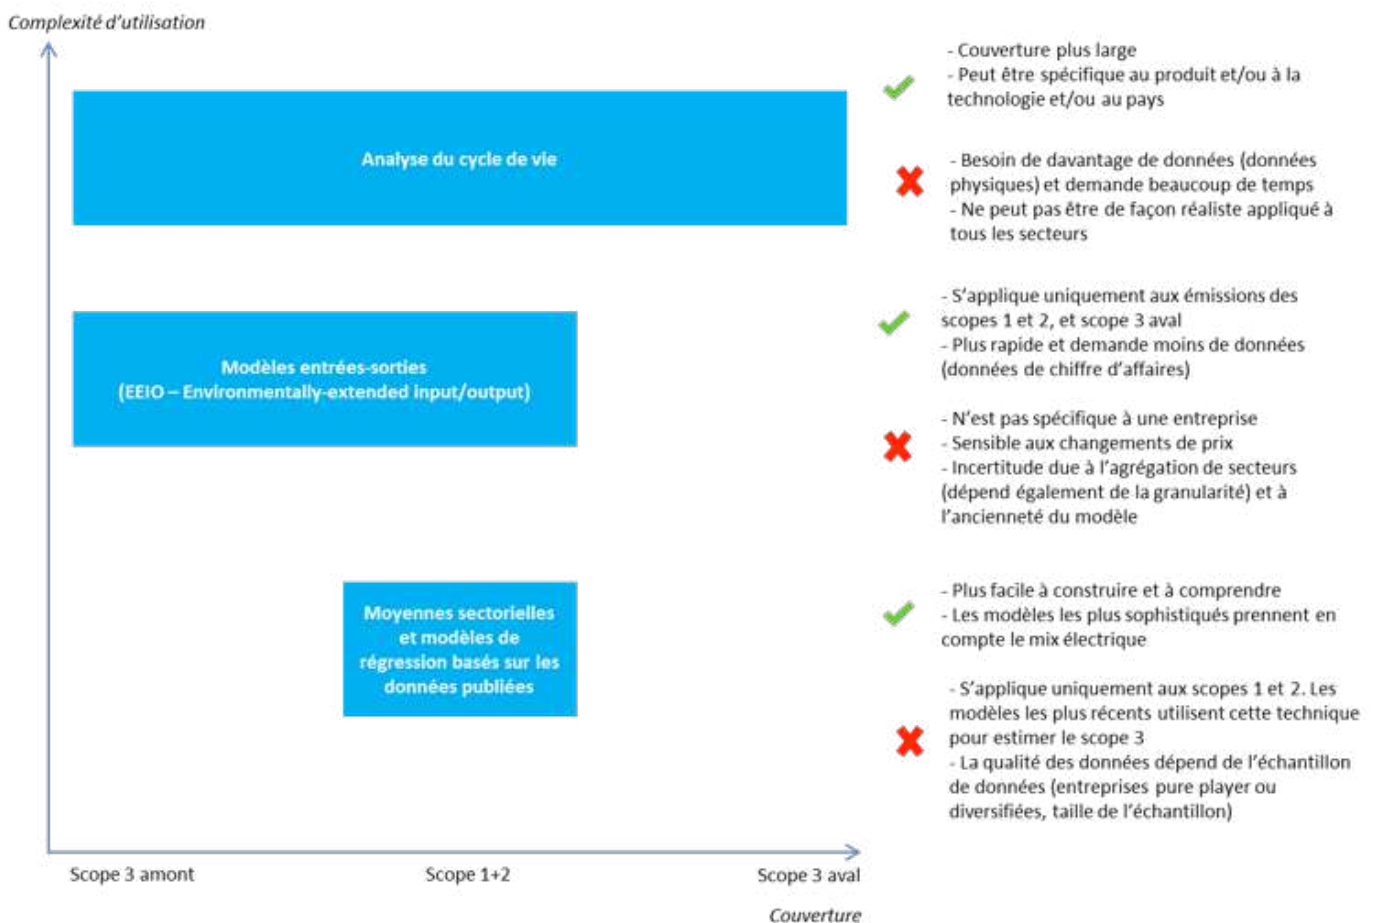 Complexité d'utilisation
Analyse du cycle de vie
- Couverture plus large
- Peut être spécifique au produit et/ou à la
technologie et/ou au pays
- Besoin de davantage de données (données
physiques) et demande beaucoup de temps
- Ne peut pas être de façon réaliste appliqué à
tous les secteurs
Modèles entrées-sorties
(EEIO – Environmentally-extended input/output)
- S'applique uniquement aux émissions des
scopes 1 et 2, et scope 3 aval
- Plus rapide et demande moins de données
(données de chiffre d'affaires)
- N'est pas spécifique à une entreprise
- Sensible aux changements de prix
- Incertitude due à l'agrégation de secteurs
(dépend également de la granularité) et à
l'ancienneté du modèle
Moyennes sectorielles
et modèles de
régression basés sur les
données publiées
- Plus facile à construire et à comprendre
- Les modèles les plus sophistiqués prennent en
compte le mix électrique
- S'applique uniquement aux scopes 1 et 2. Les
modèles les plus récents utilisent cette technique
pour estimer le scope 3
- La qualité des données dépend de l'échantillon
de données (entreprises pure player ou
diversifiées, taille de l'échantillon)
Scope 3 amont
Scope 1+2
Scope 3 aval
Couverture